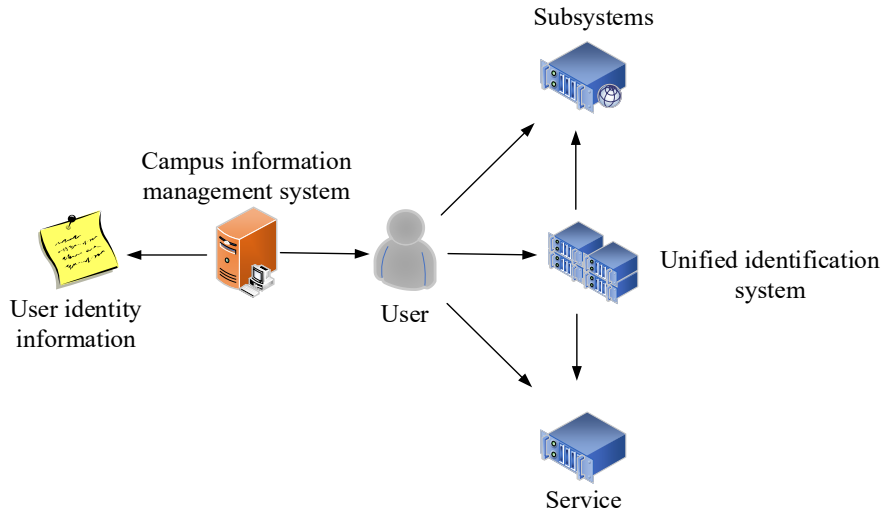 Subsystems
Campus information
management system
Unified identification
system
User identity
information
User
Service